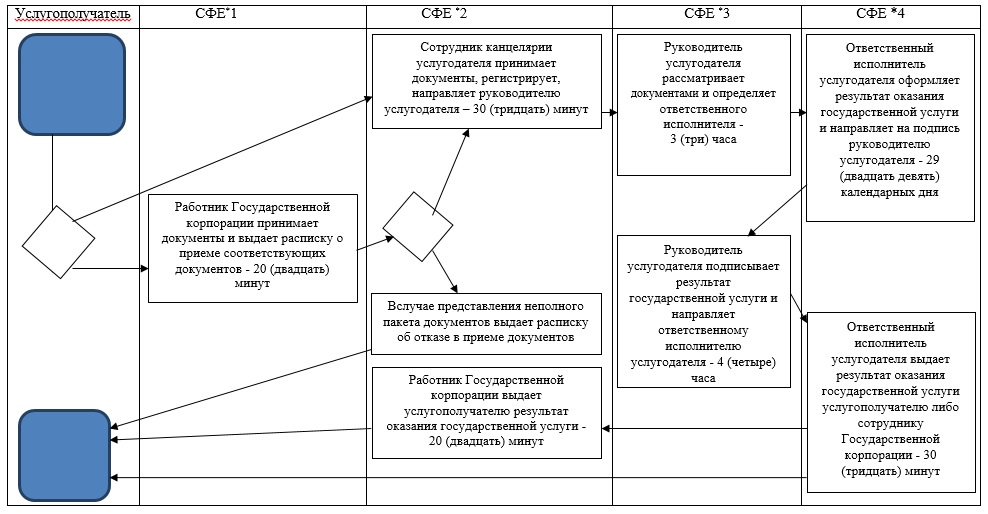 Услугополучатель
СФЕ*1
СФЕ *2
СФЕ *3
СФЕ *4
Работник Государственной
корпорации принимает
документы и выдает расписку о
приеме соответствующих
документов - 20 (двадцать)
минут
Сотрудник канцелярии
услугодателя принимает
документы, регистрирует,
направляет руководителю
услугодателя – 30 (тридцать) минут
Вслучае представления неполного
пакета документов выдает расписку
об отказе в приеме документов
Работник Государственной
корпорации выдает
услугополучателю результат
оказания государственной услуги -
20 (двадцать) минут
Руководитель
услугодателя
рассматривает
документами и определяет
ответственного
исполнителя -
3 (три) часа
Руководитель
услугодателя подписывает
результат
государственной услуги и
направляет
ответственному
исполнителю
услугодателя - 4 (четыре)
часа
Ответственный
исполнитель
услугодателя оформляет
результат оказания
государственной услуги
и направляет на подпись
руководителю
услугодателя - 29
(двадцать девять)
календарных дня
Ответственный
исполнитель
услугодателя выдает
результат оказания
государственной услуги
услугополучателю либо
сотруднику
Государственной
корпорации - 30
(тридцать) минут